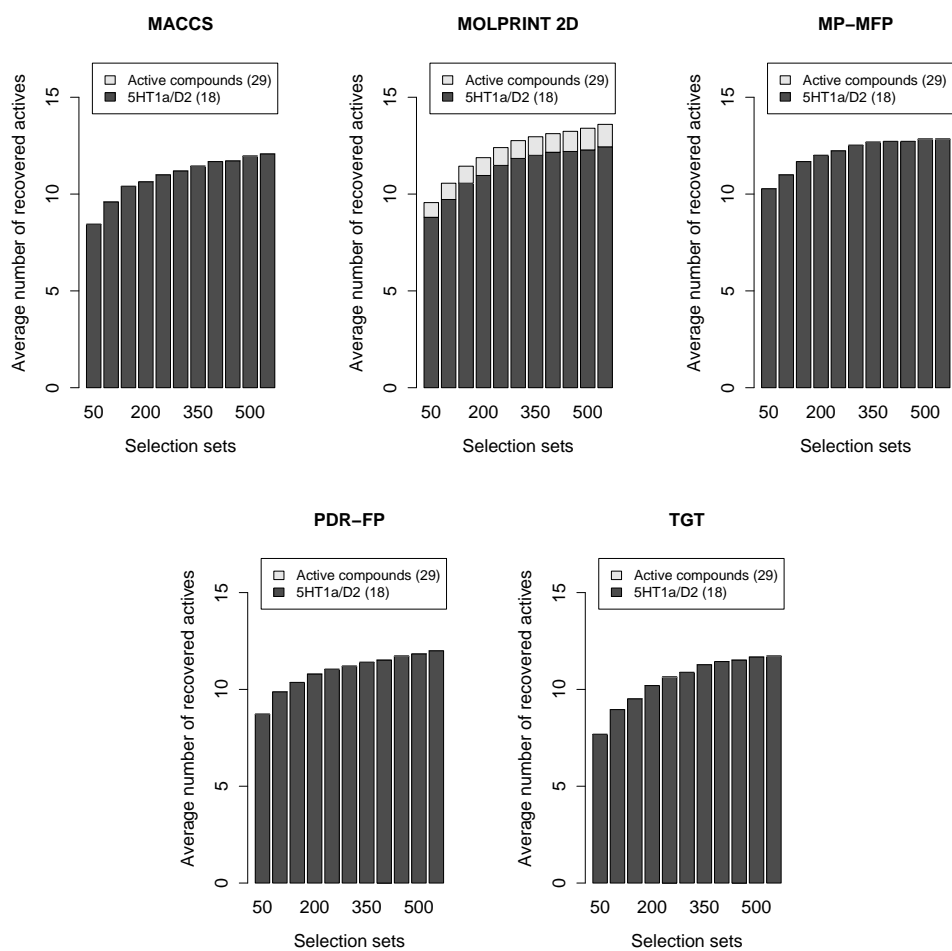 MACCS
Average number of recovered actives
15
10
5
0
Active compounds (29)
5HT1a/D2 (18)
50 200 350 500
Selection sets
MOLPRINT 2D
Average number of recovered actives
15
10
5
0
Active compounds (29)
5HT1a/D2 (18)
50 200 350 500
Selection sets
MP−MFP
Average number of recovered actives
15
10
5
0
Active compounds (29)
5HT1a/D2 (18)
50 200 350 500
Selection sets
PDR−FP
Average number of recovered actives
15
10
5
0
Active compounds (29)
5HT1a/D2 (18)
50 200 350 500
Selection sets
TGT
Average number of recovered actives
15
10
5
0
Active compounds (29)
5HT1a/D2 (18)
50 200 350 500
Selection sets